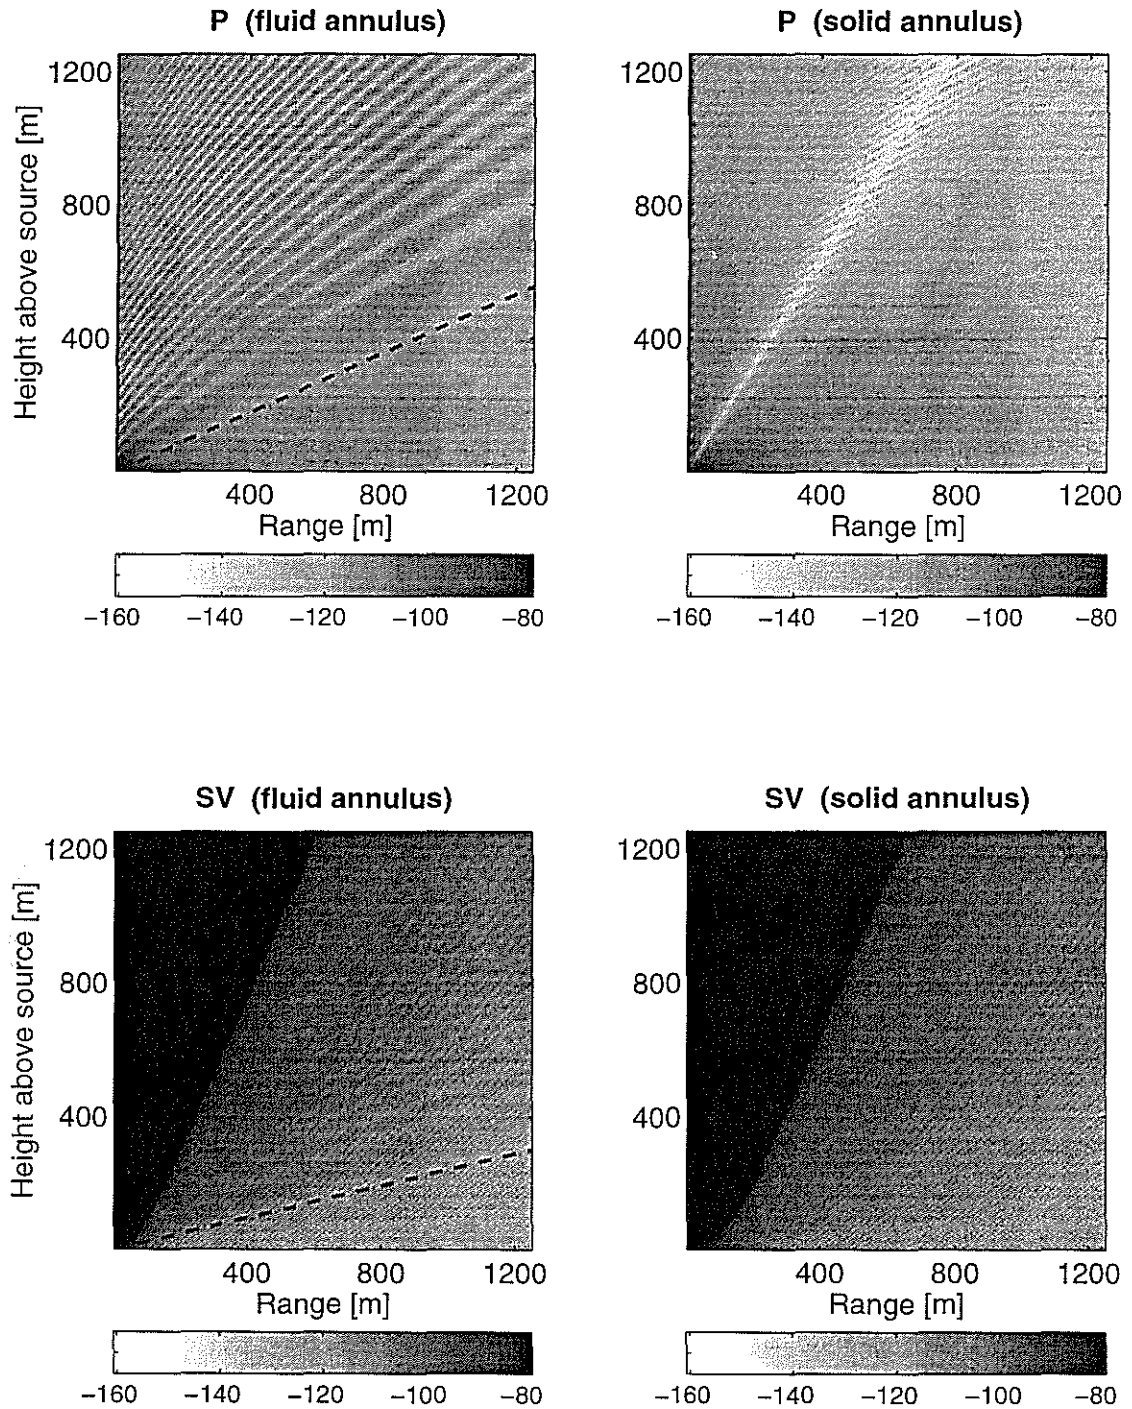 P (fluid annulus)
P (solid annulus)
Height above source [m]
1200
800
400
400 800 1200
Range [m]
−160 −140 −120 −100 −80
1200
800
400
400 800 1200
Range [m]
−160 −140 −120 −100 −80
SV (fluid annulus)
SV (solid annulus)
Height above source [m]
1200
800
400
400 800 1200
Range [m]
−160 −140 −120 −100 −80
1200
800
400
400 800 1200
Range [m]
−160 −140 −120 −100 −80